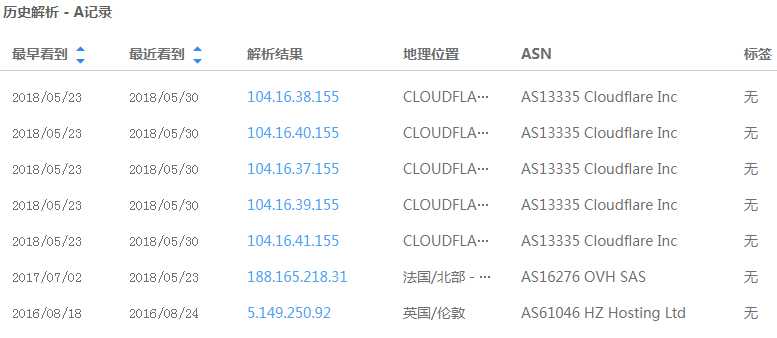 历史解析 - A记录
最早看到 最近看到 解析结果 地理位置 ASN 标签
2018/05/23 2018/05/30 104.16.38.155 CLOUDFLA… AS13335 Cloudflare Inc 无
2018/05/23 2018/05/30 104.16.40.155 CLOUDFLA… AS13335 Cloudflare Inc 无
2018/05/23 2018/05/30 104.16.37.155 CLOUDFLA… AS13335 Cloudflare Inc 无
2018/05/23 2018/05/30 104.16.39.155 CLOUDFLA… AS13335 Cloudflare Inc 无
2018/05/23 2018/05/30 104.16.41.155 CLOUDFLA… AS13335 Cloudflare Inc 无
2017/07/02 2018/05/23 188.165.218.31 法国/北部 - … AS16276 OVH SAS 无
2016/08/18 2016/08/24 5.149.250.92 英国/伦敦 AS61046 HZ Hosting Ltd 无